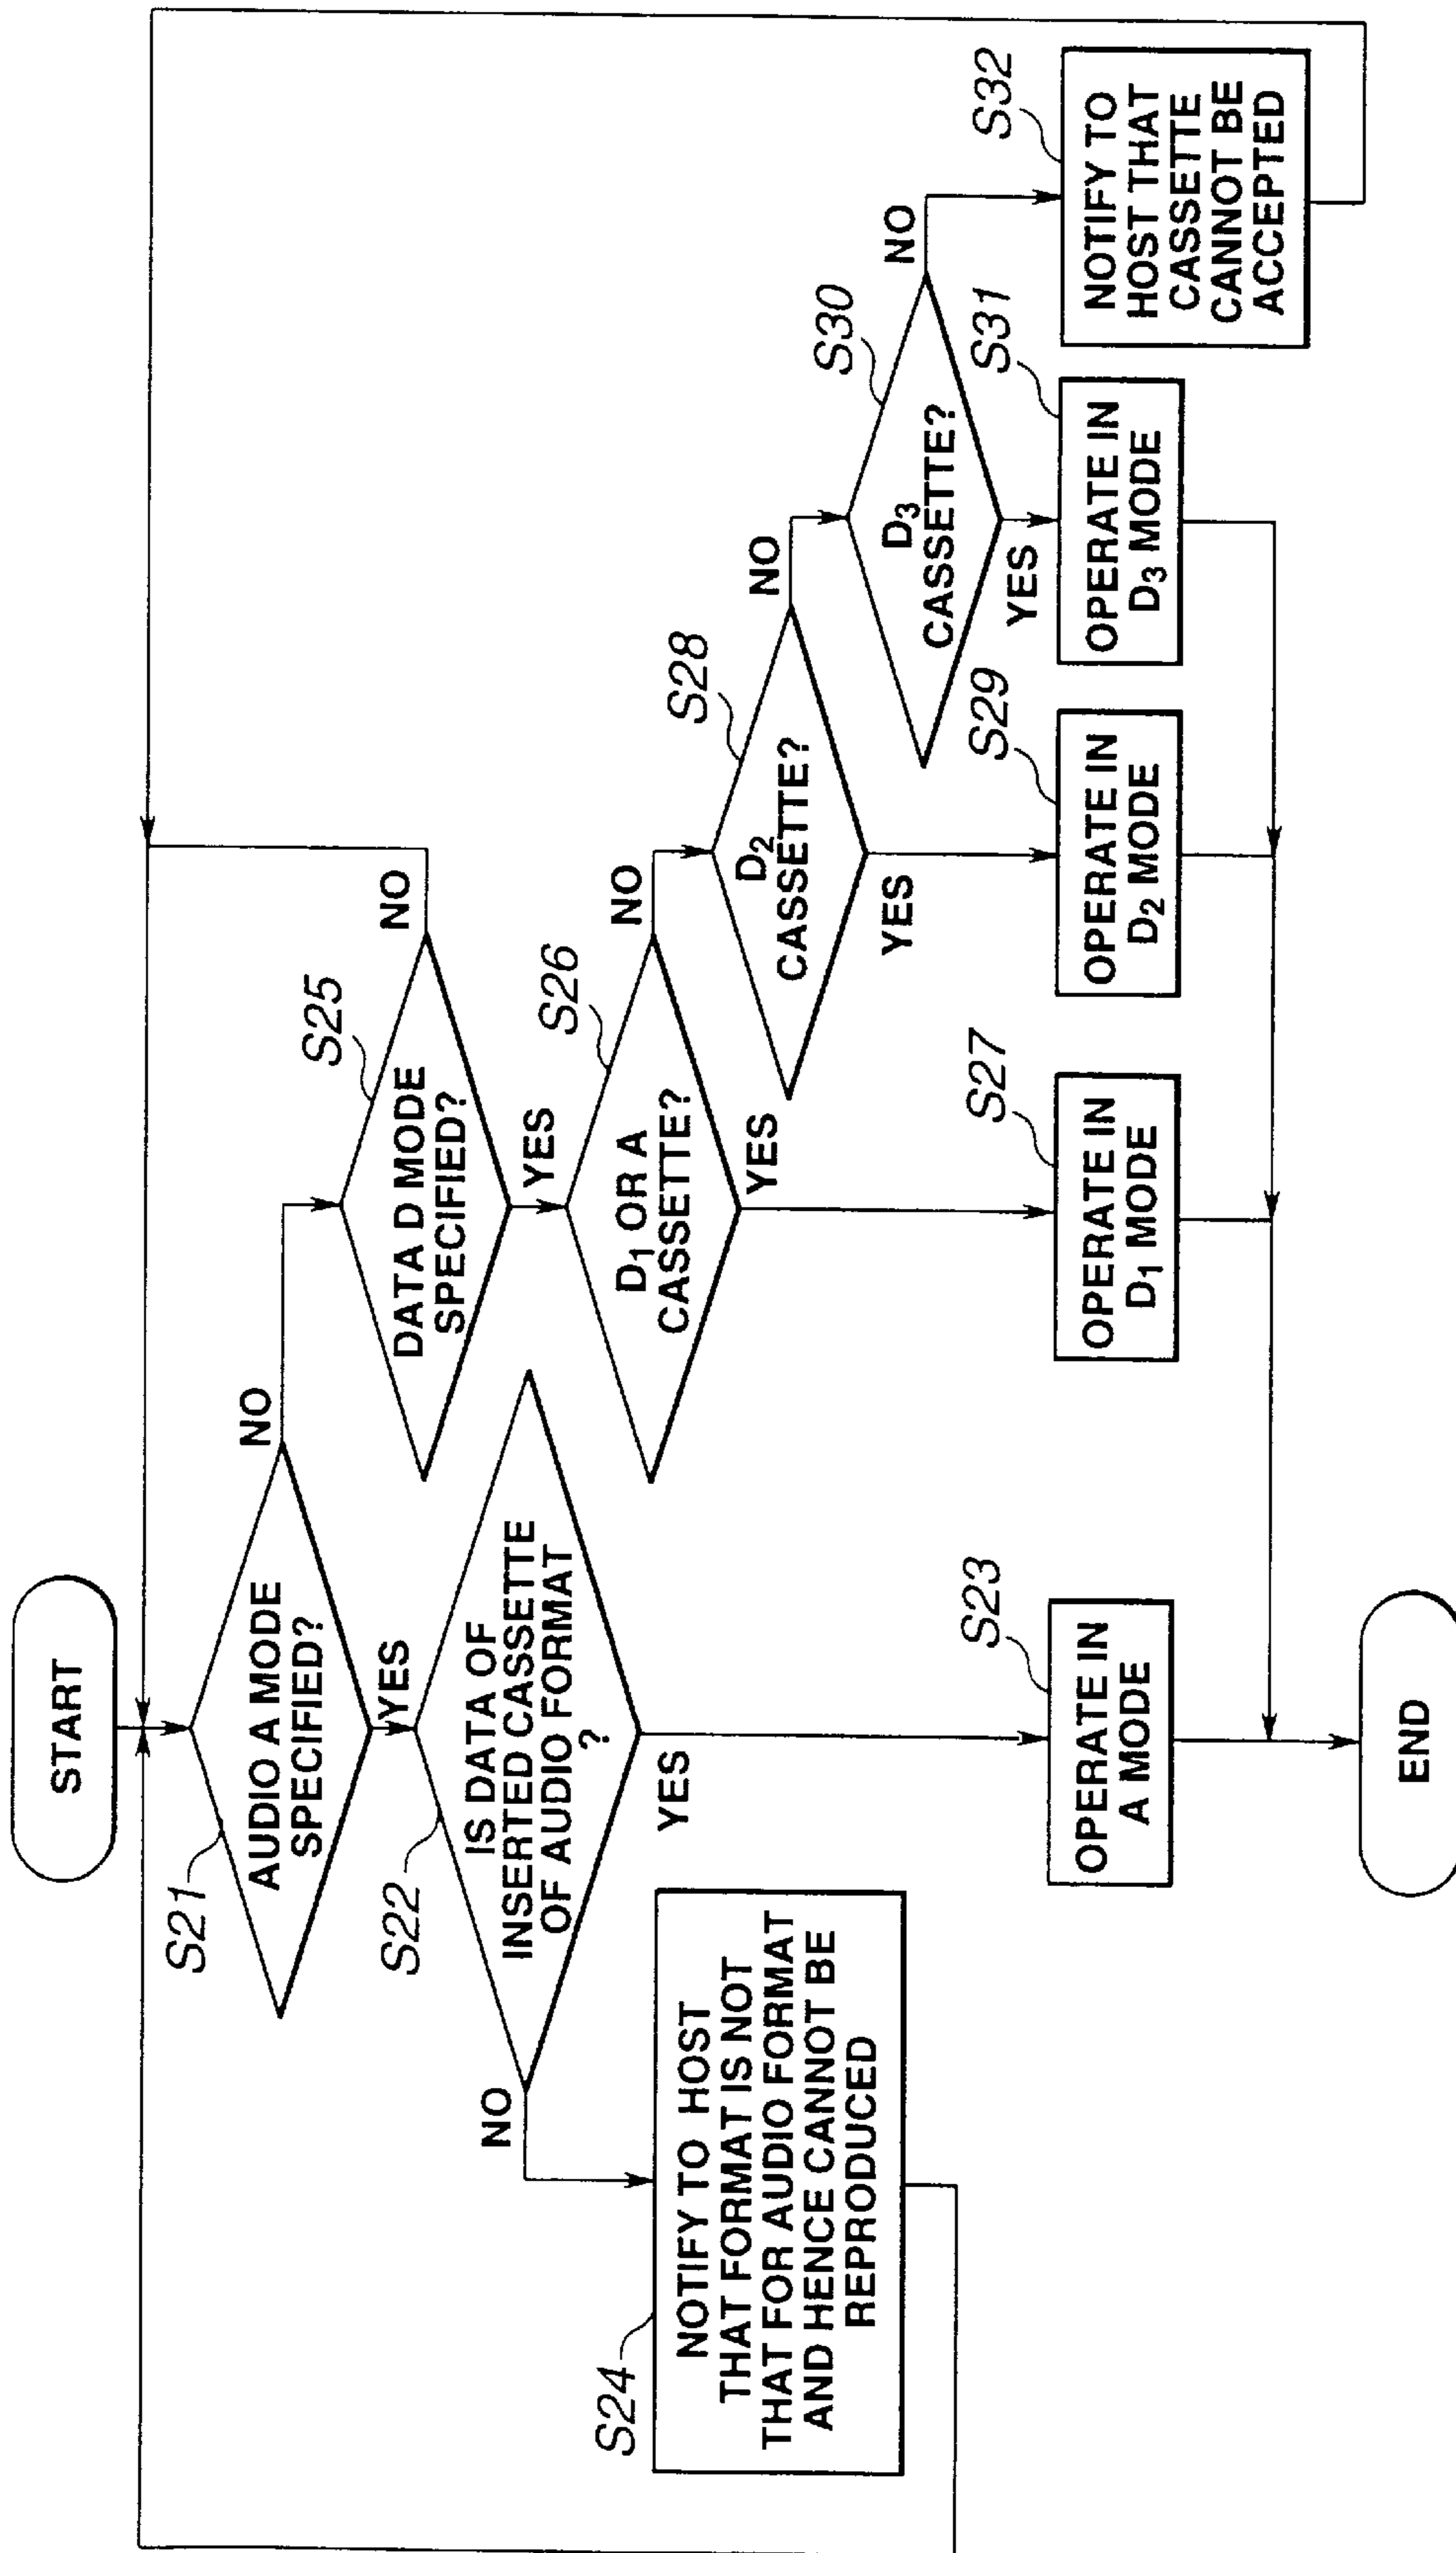 START
S21
AUDIO A MODE
SPECIFIED?
NO
YES
S22
IS DATA OF
INSERTED CASSETTE
OF AUDIO FORMAT
?
NO
YES
S24
NOTIFY TO HOST
THAT FORMAT IS NOT
THAT FOR AUDIO FORMAT
AND HENCE CANNOT BE
REPRODUCED
S23
OPERATE IN
A MODE
S25
DATA D MODE
SPECIFIED?
NO
YES
S26
D1 OR A
CASSETTE?
NO
YES
S27
OPERATE IN
D1 MODE
S28
D2
CASSETTE?
NO
YES
S29
OPERATE IN
D2 MODE
S30
D3
CASSETTE?
NO
YES
S31
OPERATE IN
D3 MODE
S32
NOTIFY TO
HOST THAT
CASSETTE
CANNOT BE
ACCEPTED
END